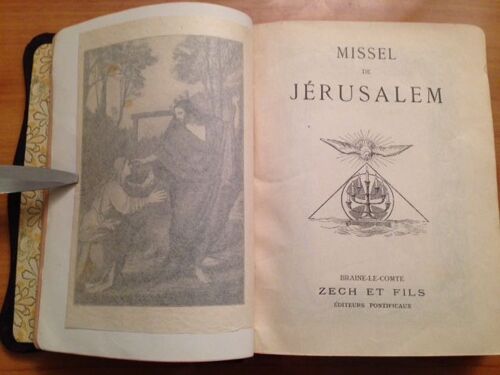 MISSEL
DE
JÉRUSALEM
BRAINE-LE-COMTE
ZECH ET FILS
ÉDITEURS PONTIFICAUX